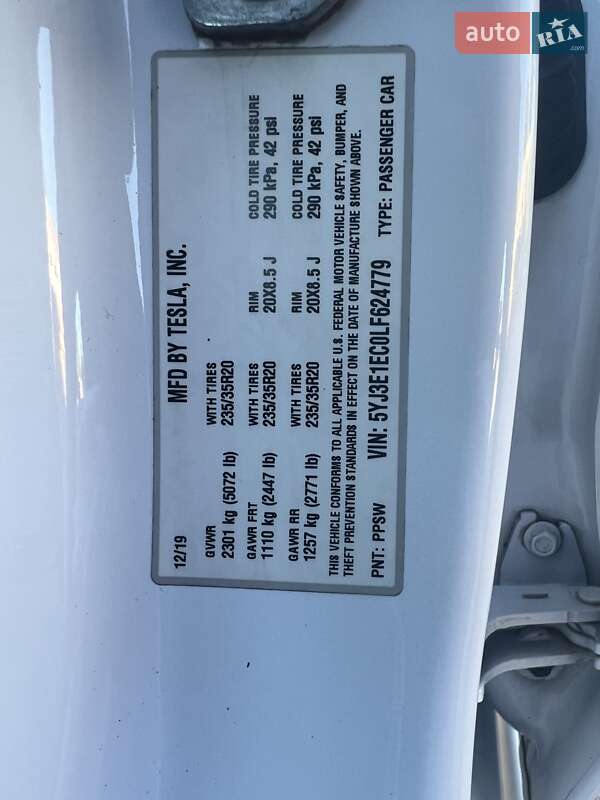 auto RIA .com
MFD BY TESLA, INC.
12/19
GVWR WITH TIRES RIM COLD TIRE PRESSURE
2301 kg (5072 lb) 235/35R20 20X8.5 J 290 kPa, 42 psi
GAWR FRT WITH TIRES RIM COLD TIRE PRESSURE
1110 kg (2447 lb) 235/35R20 20X8.5 J 290 kPa, 42 psi
GAWR RR
1257 kg (2771 lb) 235/35R20
THIS VEHICLE CONFORMS TO ALL APPLICABLE U.S. FEDERAL MOTOR VEHICLE SAFETY, BUMPER, AND
THEFT PREVENTION STANDARDS IN EFFECT ON THE DATE OF MANUFACTURE SHOWN ABOVE.
PNT: PPSW VIN: 5YJ3E1EC0LF624779 TYPE: PASSENGER CAR